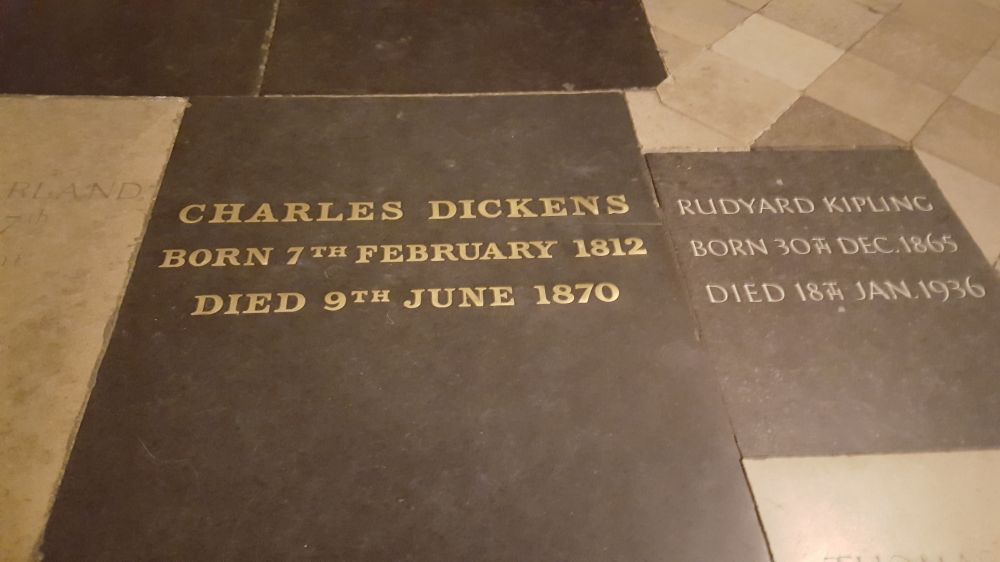 CHARLES DICKENS
BORN 7TH FEBRUARY 1812
DIED 9TH JUNE 1870
RUDYARD KIPLING
BORN 30TH DEC. 1865
DIED 18TH JAN. 1936